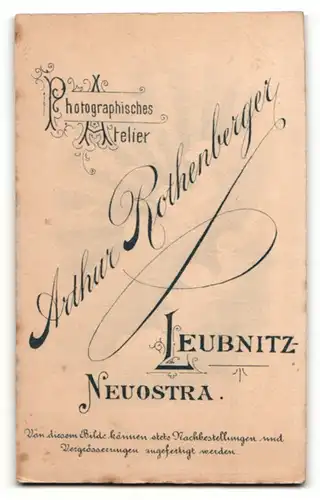 Photographisches
Atelier
Arthur Rothenberger
LEUBNITZ-
NEUOSTRA.
Von diesem Bilde können stets Nachbestellungen und
Vergrösserungen angefertigt werden